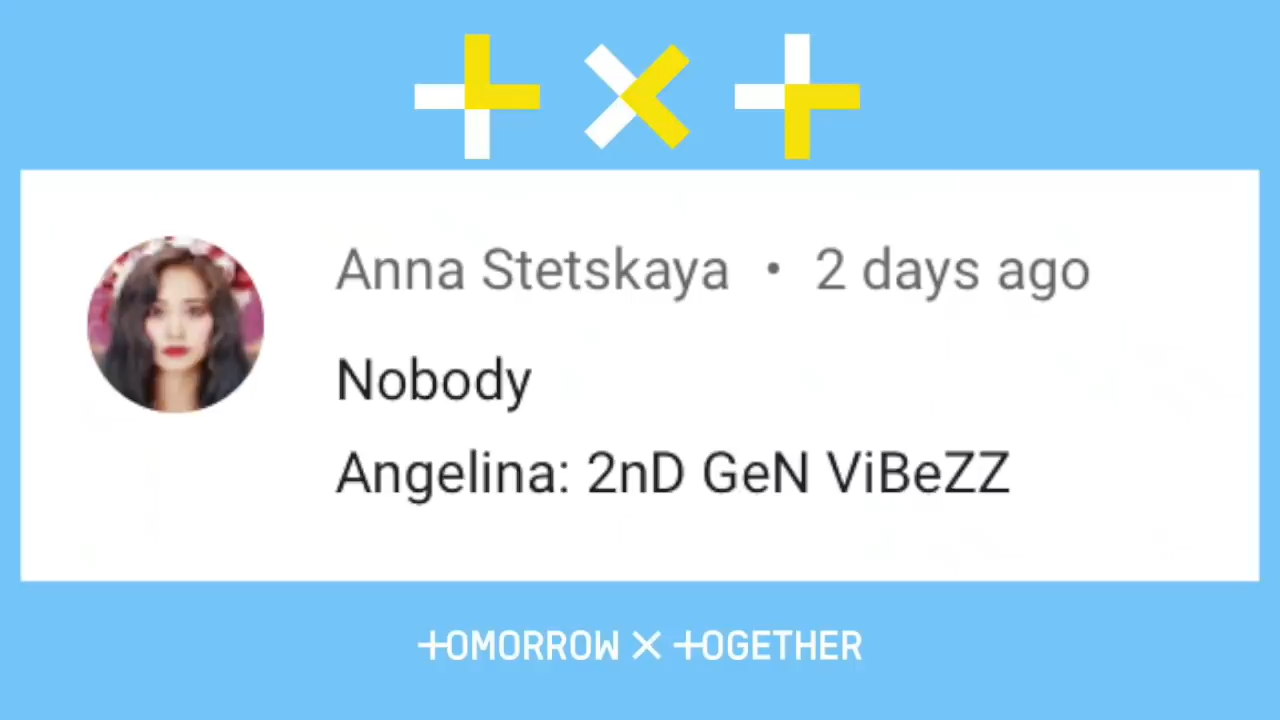 Anna Stetskaya • 2 days ago
Nobody
Angelina: 2nD GeN ViBeZZ
TOMORROW X TOGETHER